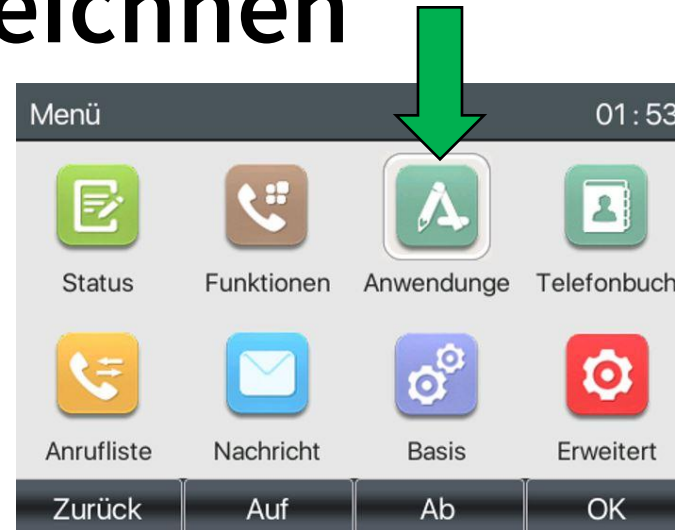 eichnen
Menü 01:53
Status Funktionen Anwendunge Telefonbuch
Anrufliste Nachricht Basis Erweitert
Zurück Auf Ab OK